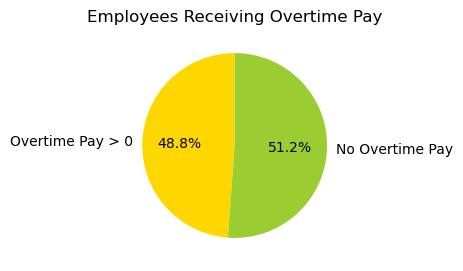 Employees Receiving Overtime Pay
Overtime Pay > 0
48.8%
51.2%
No Overtime Pay